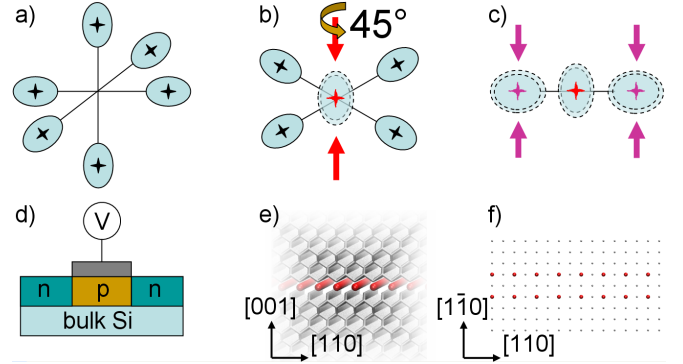 a)
b)
45°
c)
d)
V
n
p
n
bulk Si
e)
[001]
[110]
f)
[11̄0]
[110]